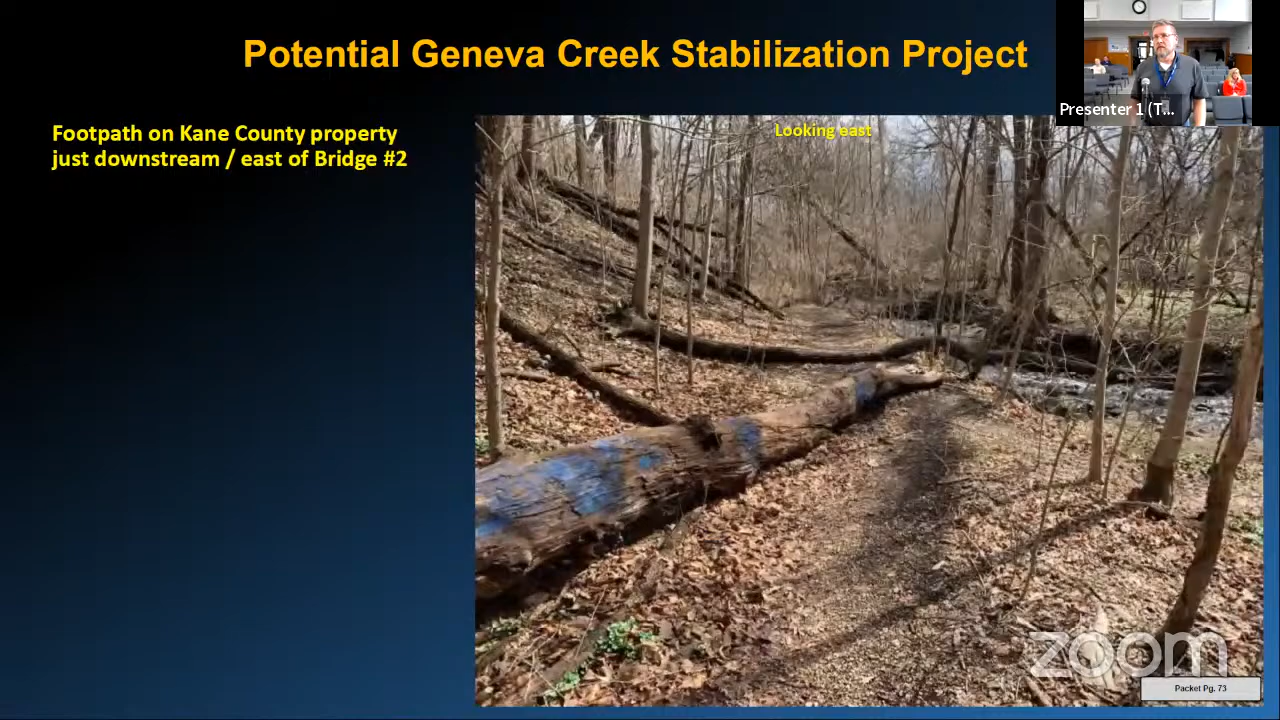 Potential Geneva Creek Stabilization Project
Presenter 1 (T...
Footpath on Kane County property
just downstream / east of Bridge #2
Looking east
zoom
Packet Pg. 73